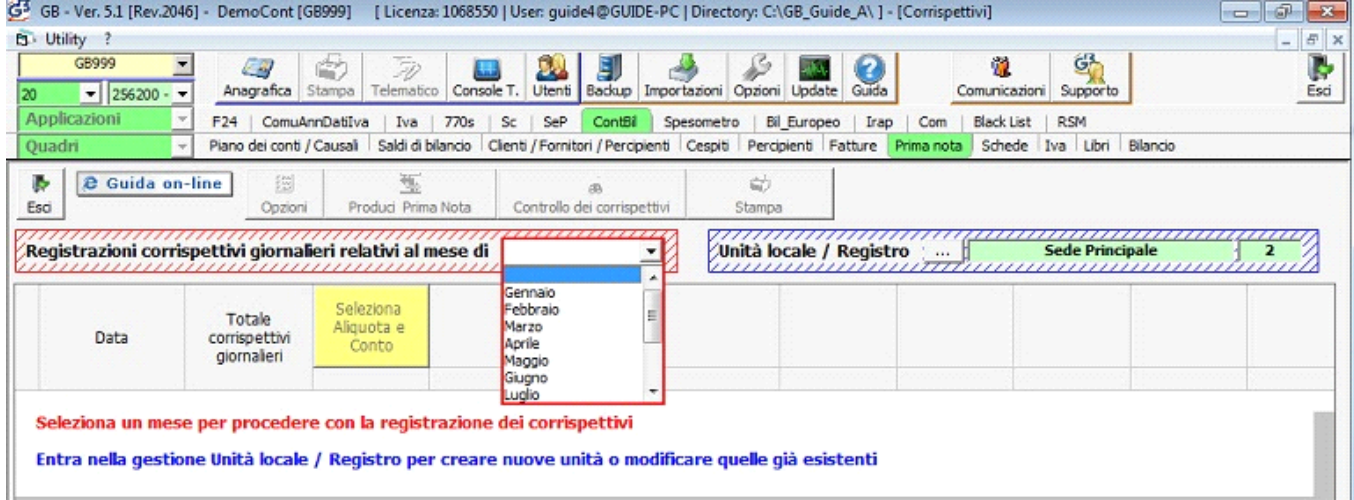 GB - Ver. 5.1 [Rev.2046] - DemoCont [GB999] [ Licenza: 1068550 | User: guide4@GUIDE-PC | Directory: C:\GB_Guide_A\ ] - [Corrispettivi]
Utility ?
GB999
20 256200 -
Anagrafica Stampa Telematico Console T. Utenti Backup Importazioni Opzioni Update Guida Comunicazioni Supporto Esci
Applicazioni F24 | ComuAnnDatiIva | Iva | 770s | Sc | SeP ContBil Spesometro | Bil_Europeo | Irap | Com | Black List | RSM
Quadri Piano dei conti / Causali Saldi di bilancio Clienti / Fornitori / Percipienti Cespiti Percipienti Fatture Prima nota Schede Iva Libri Bilancio
Esci Guida on-line Opzioni Produci Prima Nota Controllo dei corrispettivi Stampa
Registrazioni corrispettivi giornalieri relativi al mese di
Unità locale / Registro ... Sede Principale 2
Data
Totale corrispettivi giornalieri
Seleziona Aliquota e Conto
Gennaio
Febbraio
Marzo
Aprile
Maggio
Giugno
Luglio
Seleziona un mese per procedere con la registrazione dei corrispettivi
Entra nella gestione Unità locale / Registro per creare nuove unità o modificare quelle già esistenti